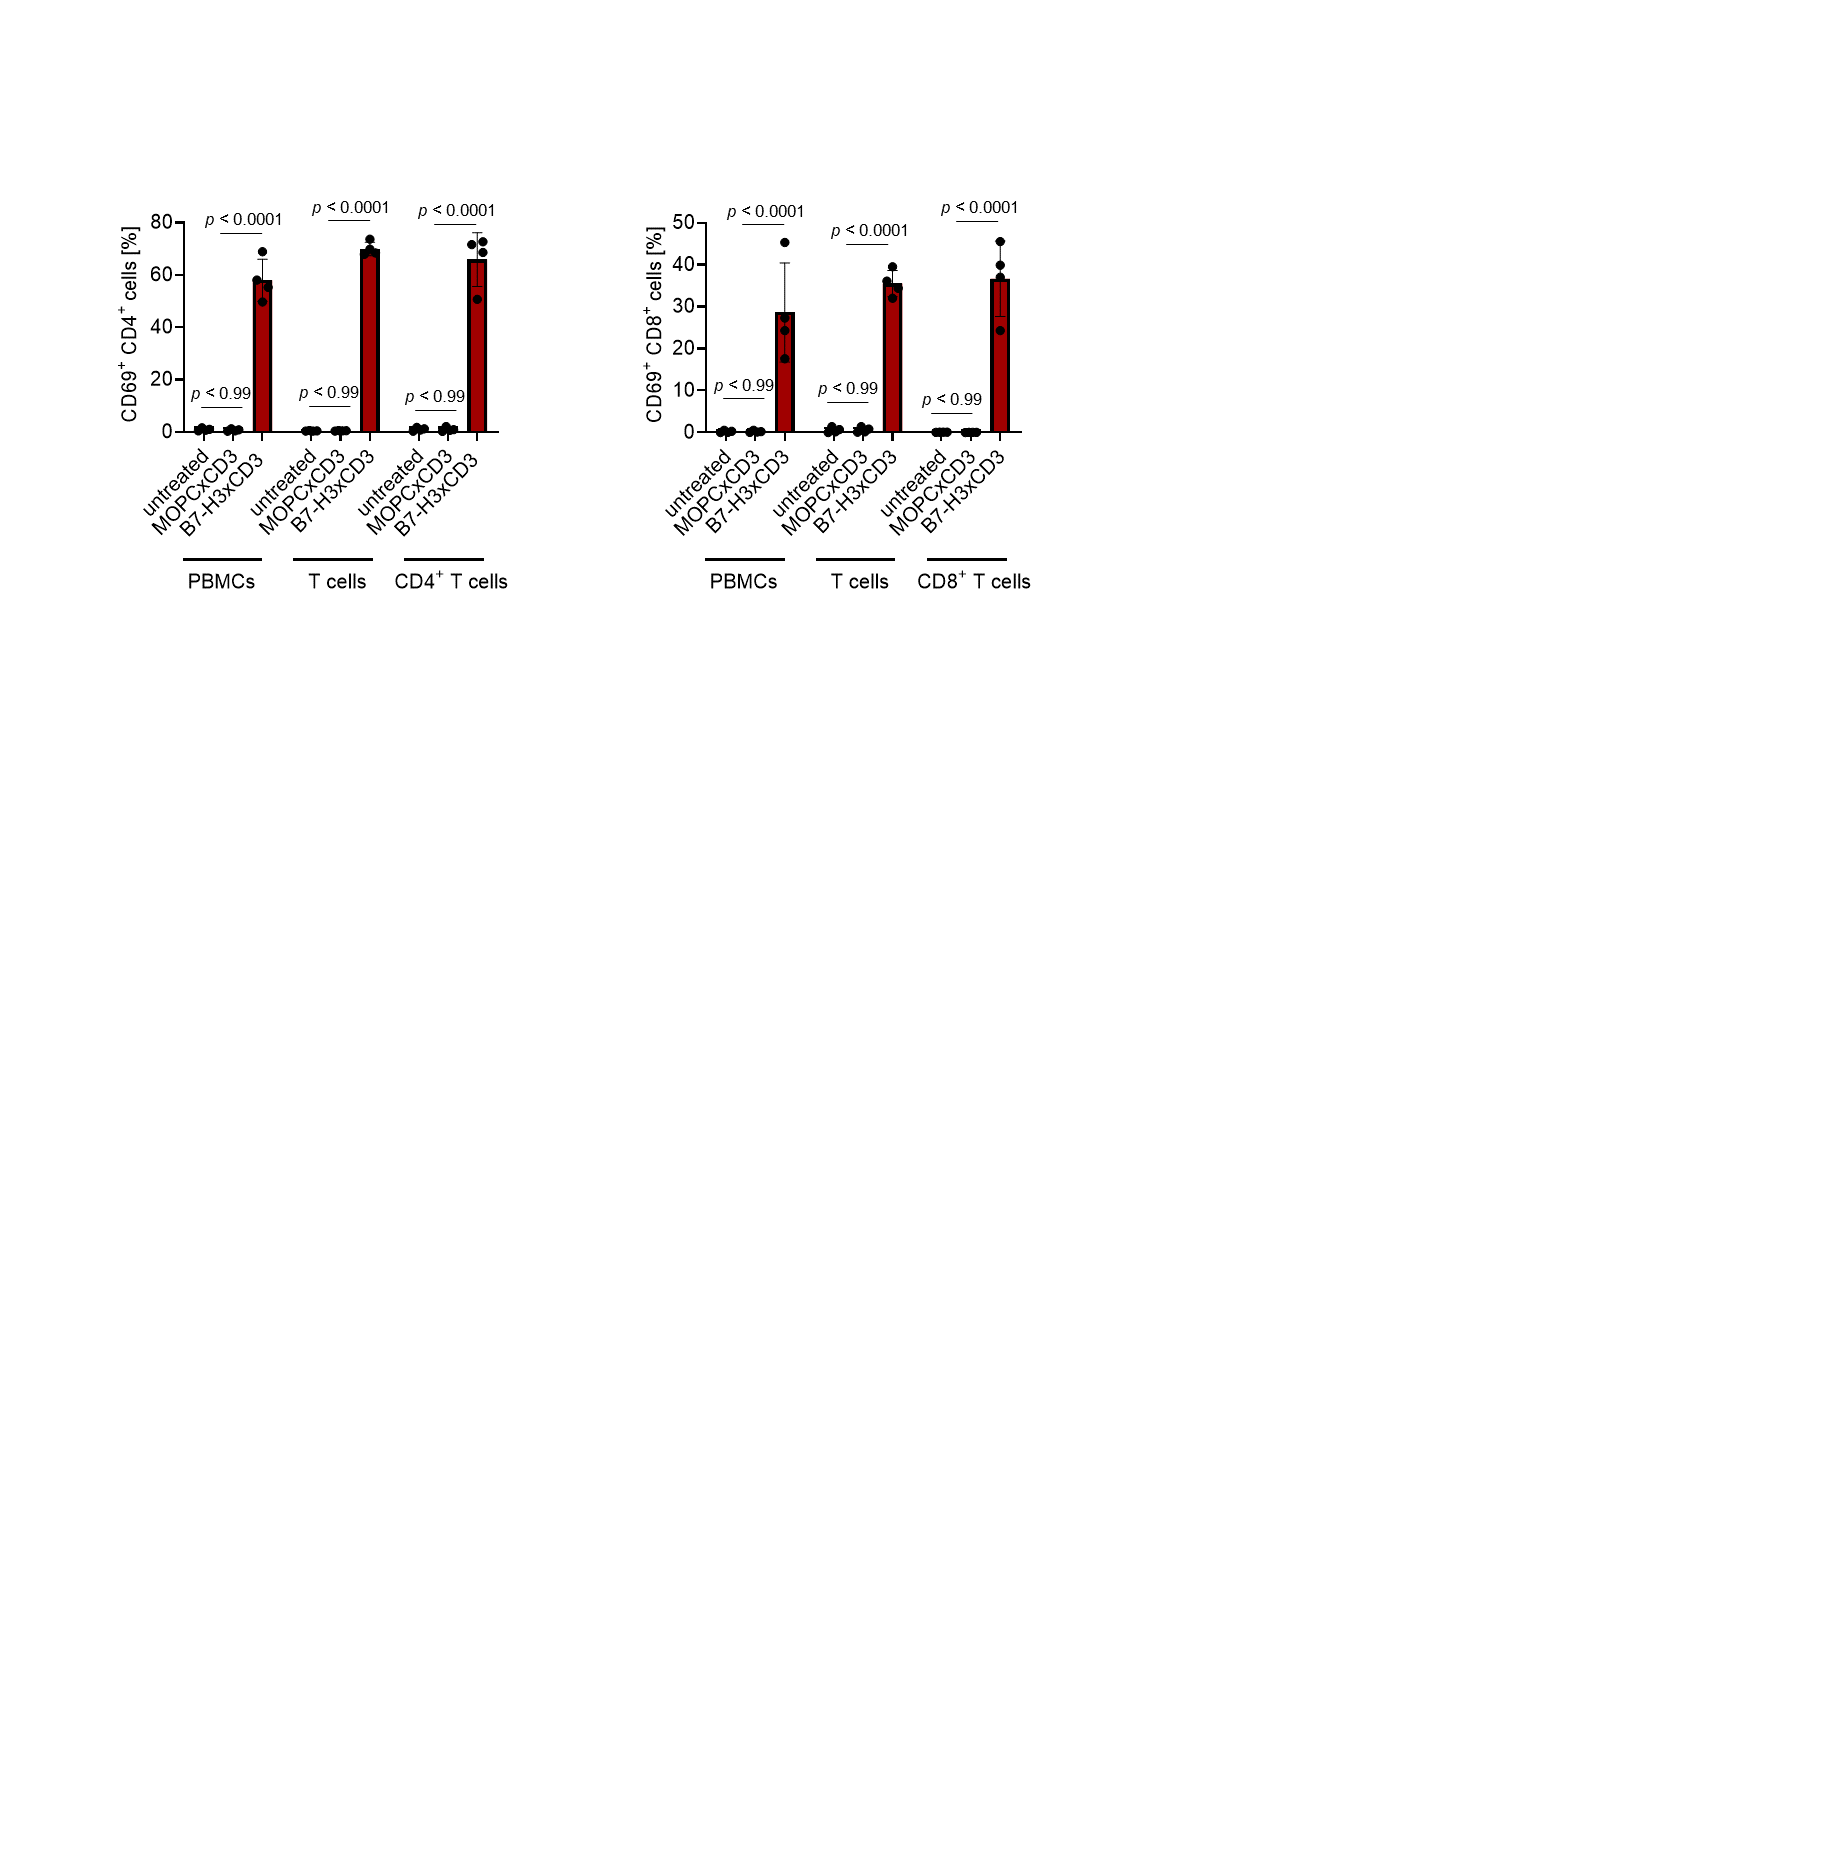 CD69+ CD4+ cells [%]
80
60
40
20
0
p < 0.0001
p < 0.0001
p < 0.0001
p < 0.99
p < 0.99
p < 0.99
untreated
MOPCxCD3
B7-H3xCD3
untreated
MOPCxCD3
B7-H3xCD3
untreated
MOPCxCD3
B7-H3xCD3
PBMCs
T cells
CD4+ T cells
CD69+ CD8+ cells [%]
50
40
30
20
10
0
p < 0.0001
p < 0.0001
p < 0.0001
p < 0.99
p < 0.99
p < 0.99
untreated
MOPCxCD3
B7-H3xCD3
untreated
MOPCxCD3
B7-H3xCD3
untreated
MOPCxCD3
B7-H3xCD3
PBMCs
T cells
CD8+ T cells